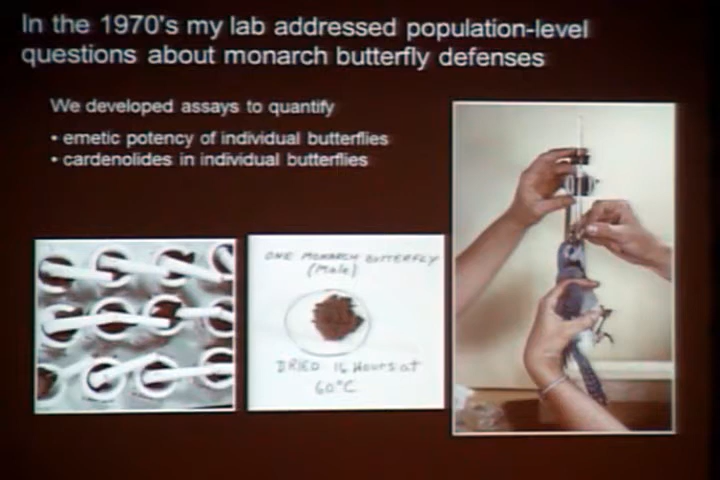 In the 1970's my lab addressed population-level
questions about monarch butterfly defenses
We developed assays to quantify
• emetic potency of individual butterflies
• cardenolides in individual butterflies
ONE MONARCH BUTTERFLY
(Male)
DRIED 16 Hours at
60°C